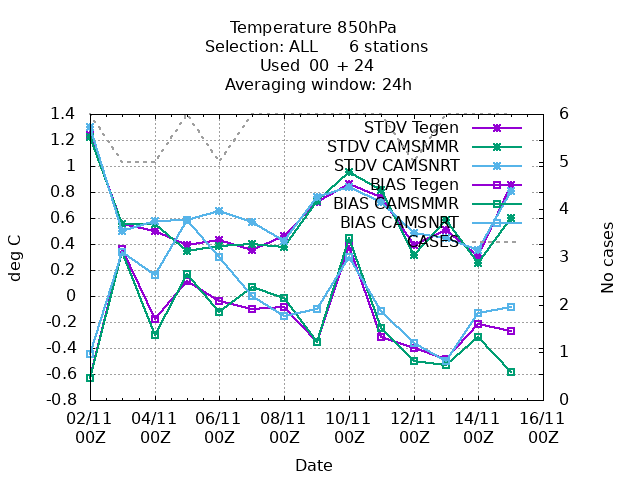 Temperature 850hPa
Selection: ALL 6 stations
Used 00 + 24
Averaging window: 24h
1.4
1.2
1
0.8
0.6
0.4
0.2
0
-0.2
-0.4
-0.6
-0.8
deg C
STDV Tegen
STDV CAMSMMR
STDV CAMSNRT
BIAS Tegen
BIAS CAMSMMR
BIAS CAMSNRT
CASES
6
5
4
3
2
1
0
No cases
02/11 04/11 06/11 08/11 10/11 12/11 14/11 16/11
00Z 00Z 00Z 00Z 00Z 00Z 00Z 00Z
Date